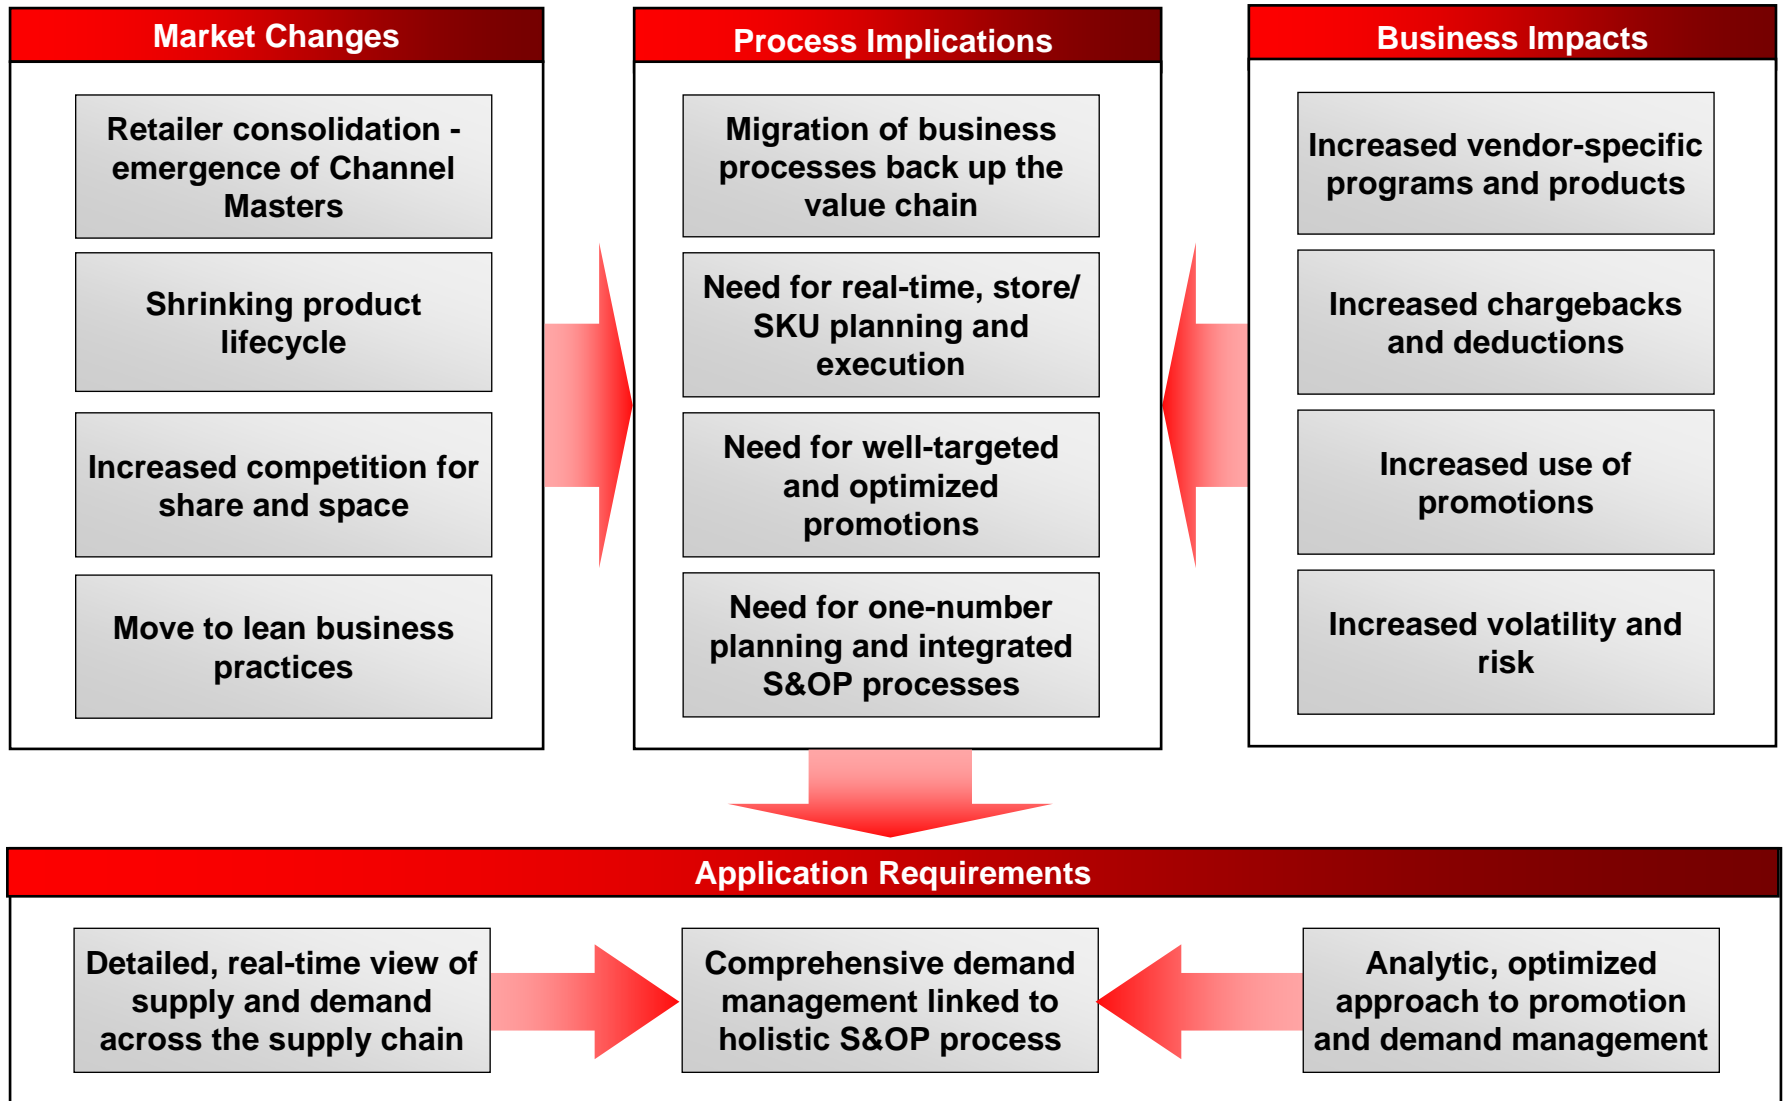 Market Changes
Retailer consolidation -
emergence of Channel
Masters
Shrinking product
lifecycle
Increased competition for
share and space
Move to lean business
practices
Process Implications
Migration of business
processes back up the
value chain
Need for real-time, store/
SKU planning and
execution
Need for well-targeted
and optimized
promotions
Need for one-number
planning and integrated
S&OP processes
Business Impacts
Increased vendor-specific
programs and products
Increased chargebacks
and deductions
Increased use of
promotions
Increased volatility and
risk
Application Requirements
Detailed, real-time view of
supply and demand
across the supply chain
Comprehensive demand
management linked to
holistic S&OP process
Analytic, optimized
approach to promotion
and demand management